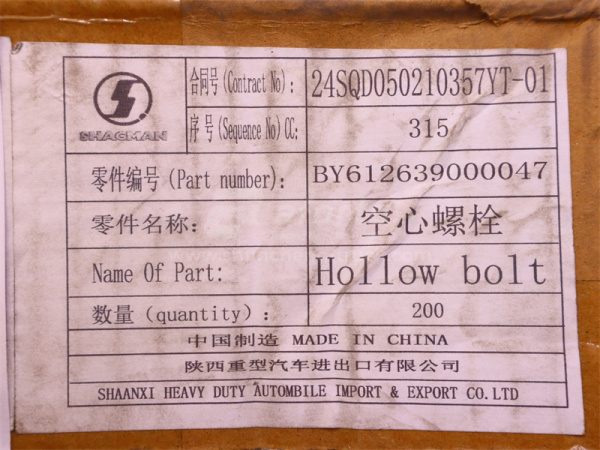 SHACMAN
合同号(Contract No): 24SQD050210357YT-01
序号(Sequence No)CC: 315
零件编号(Part number): BY612639000047
零件名称: 空心螺栓
Name Of Part: Hollow bolt
数量(quantity): 200
中国制造 MADE IN CHINA
陕西重型汽车进出口有限公司
SHAANXI HEAVY DUTY AUTOMBILE IMPORT & EXPORT CO.LTD